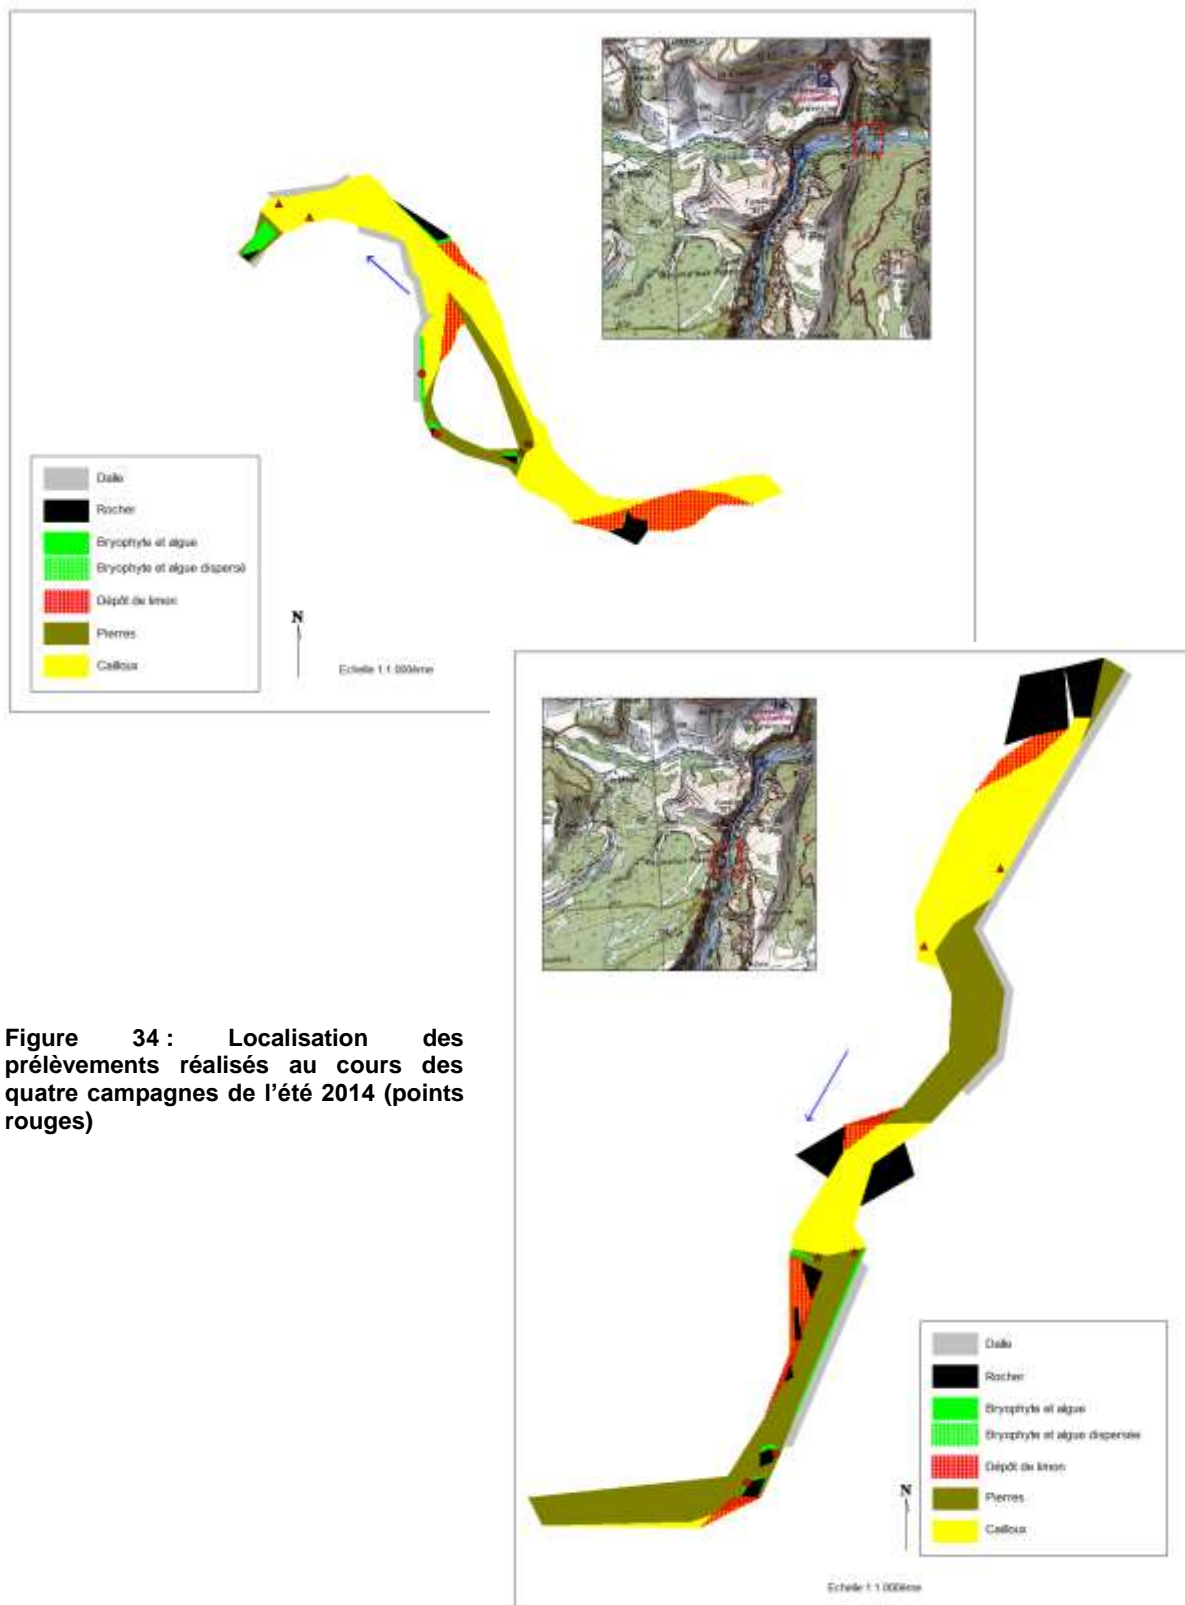 Dalle
Rocher
Bryophyte et algue
Bryophyte et algue dispersé
Dépôt de limon
Pierres
Cailloux
N
Echelle 1:1 000ème
Figure 34 : Localisation des
prélèvements réalisés au cours des
quatre campagnes de l'été 2014 (points
rouges)
Dalle
Rocher
Bryophyte et algue
Bryophyte et algue dispersée
Dépôt de limon
Pierres
Cailloux
N
Echelle 1:1 000ème